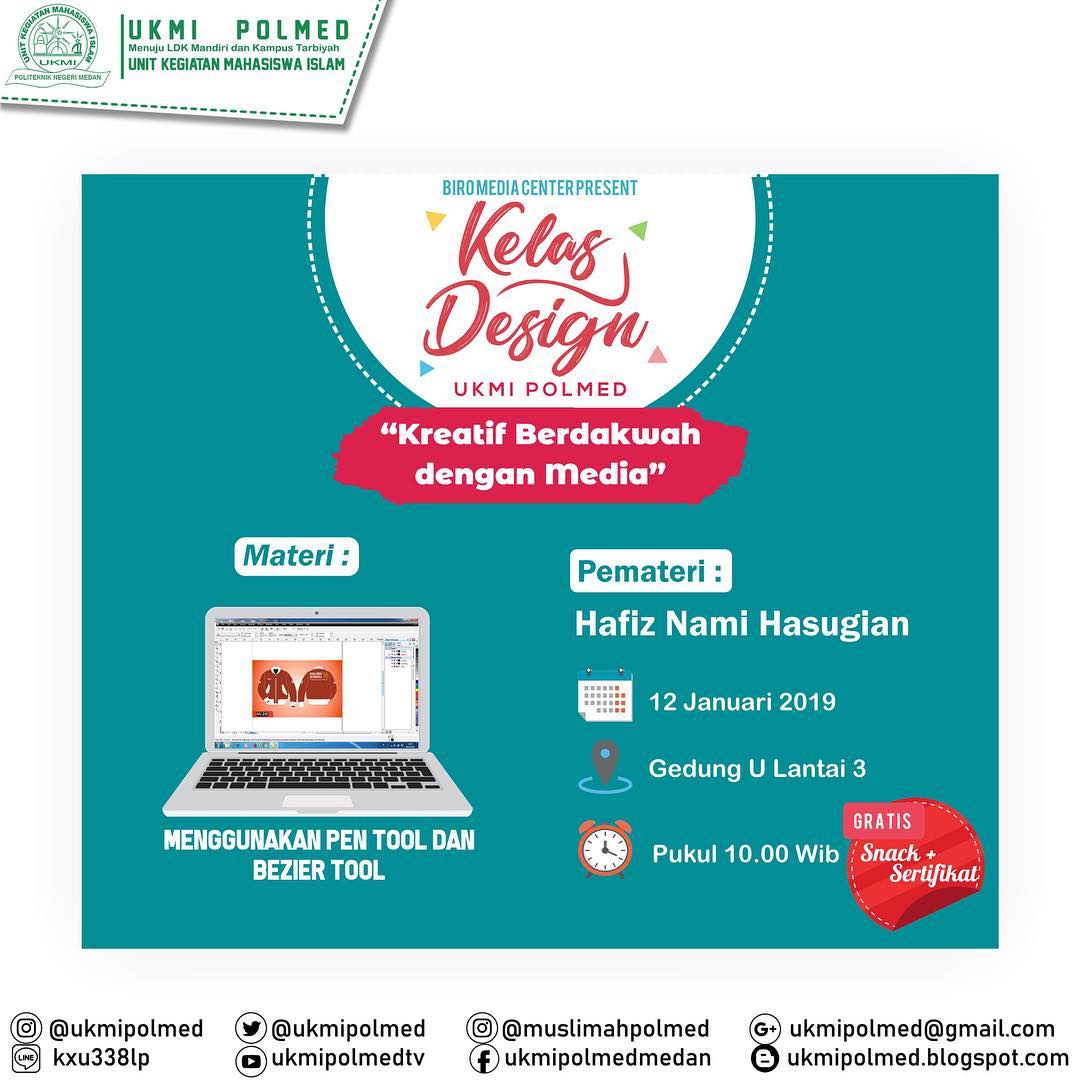 UNIT KEGIATAN MAHASISWA ISLAM
UKMI
POLITEKNIK NEGERI MEDAN
UKMI POLMED
Menuju LDK Mandiri dan Kampus Tarbiyah
UNIT KEGIATAN MAHASISWA ISLAM
BIRO MEDIA CENTER PRESENT
Kelas
Design
UKMI POLMED
“Kreatif Berdakwah
dengan Media”
Materi :
MENGGUNAKAN PEN TOOL DAN
BEZIER TOOL
Pemateri :
Hafiz Nami Hasugian
12 Januari 2019
Gedung U Lantai 3
Pukul 10.00 Wib
GRATIS
Snack +
Sertifikat
@ukmipolmed
@ukmipolmed
@muslimahpolmed
G+ ukmipolmed@gmail.com
LINE kxu338lp
ukmipolmedtv
ukmipolmedmedan
ukmipolmed.blogspot.com